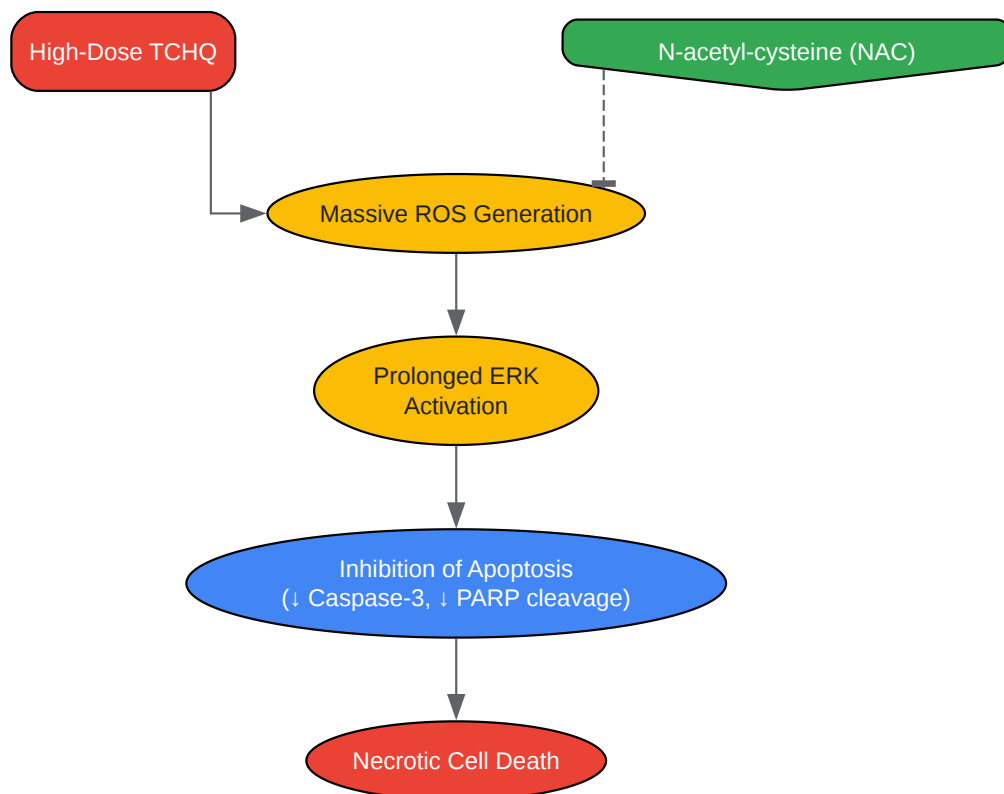 High-Dose TCHQ
N-acetyl-cysteine (NAC)
Massive ROS Generation
Prolonged ERK
Activation
Inhibition of Apoptosis
(↓ Caspase-3, ↓ PARP cleavage)
Necrotic Cell Death